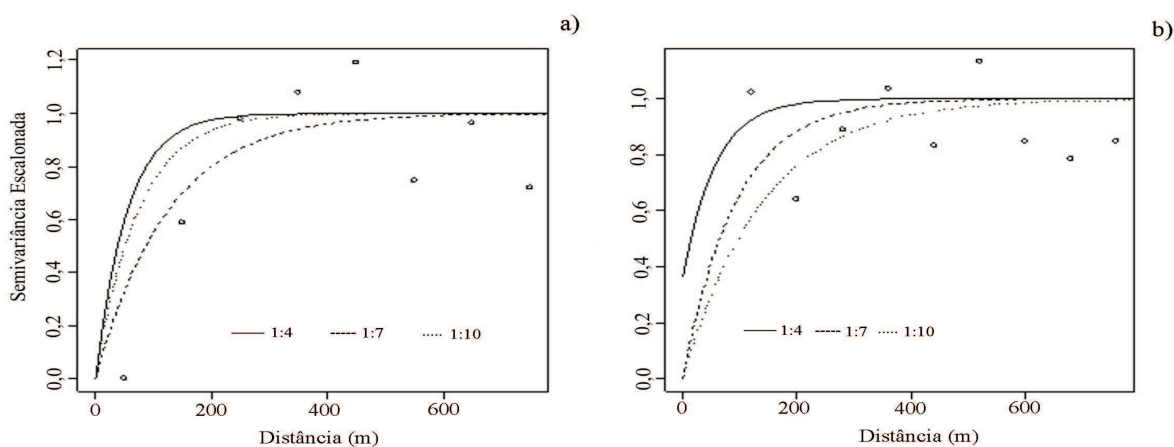 a)
Semivariância Escalonada
0,0 0,2 0,4 0,6 0,8 1,0 1,2
1:4 1:7 1:10
0 200 400 600
Distância (m)
b)
0,0 0,2 0,4 0,6 0,8 1,0
1:4 1:7 1:10
0 200 400 600
Distância (m)